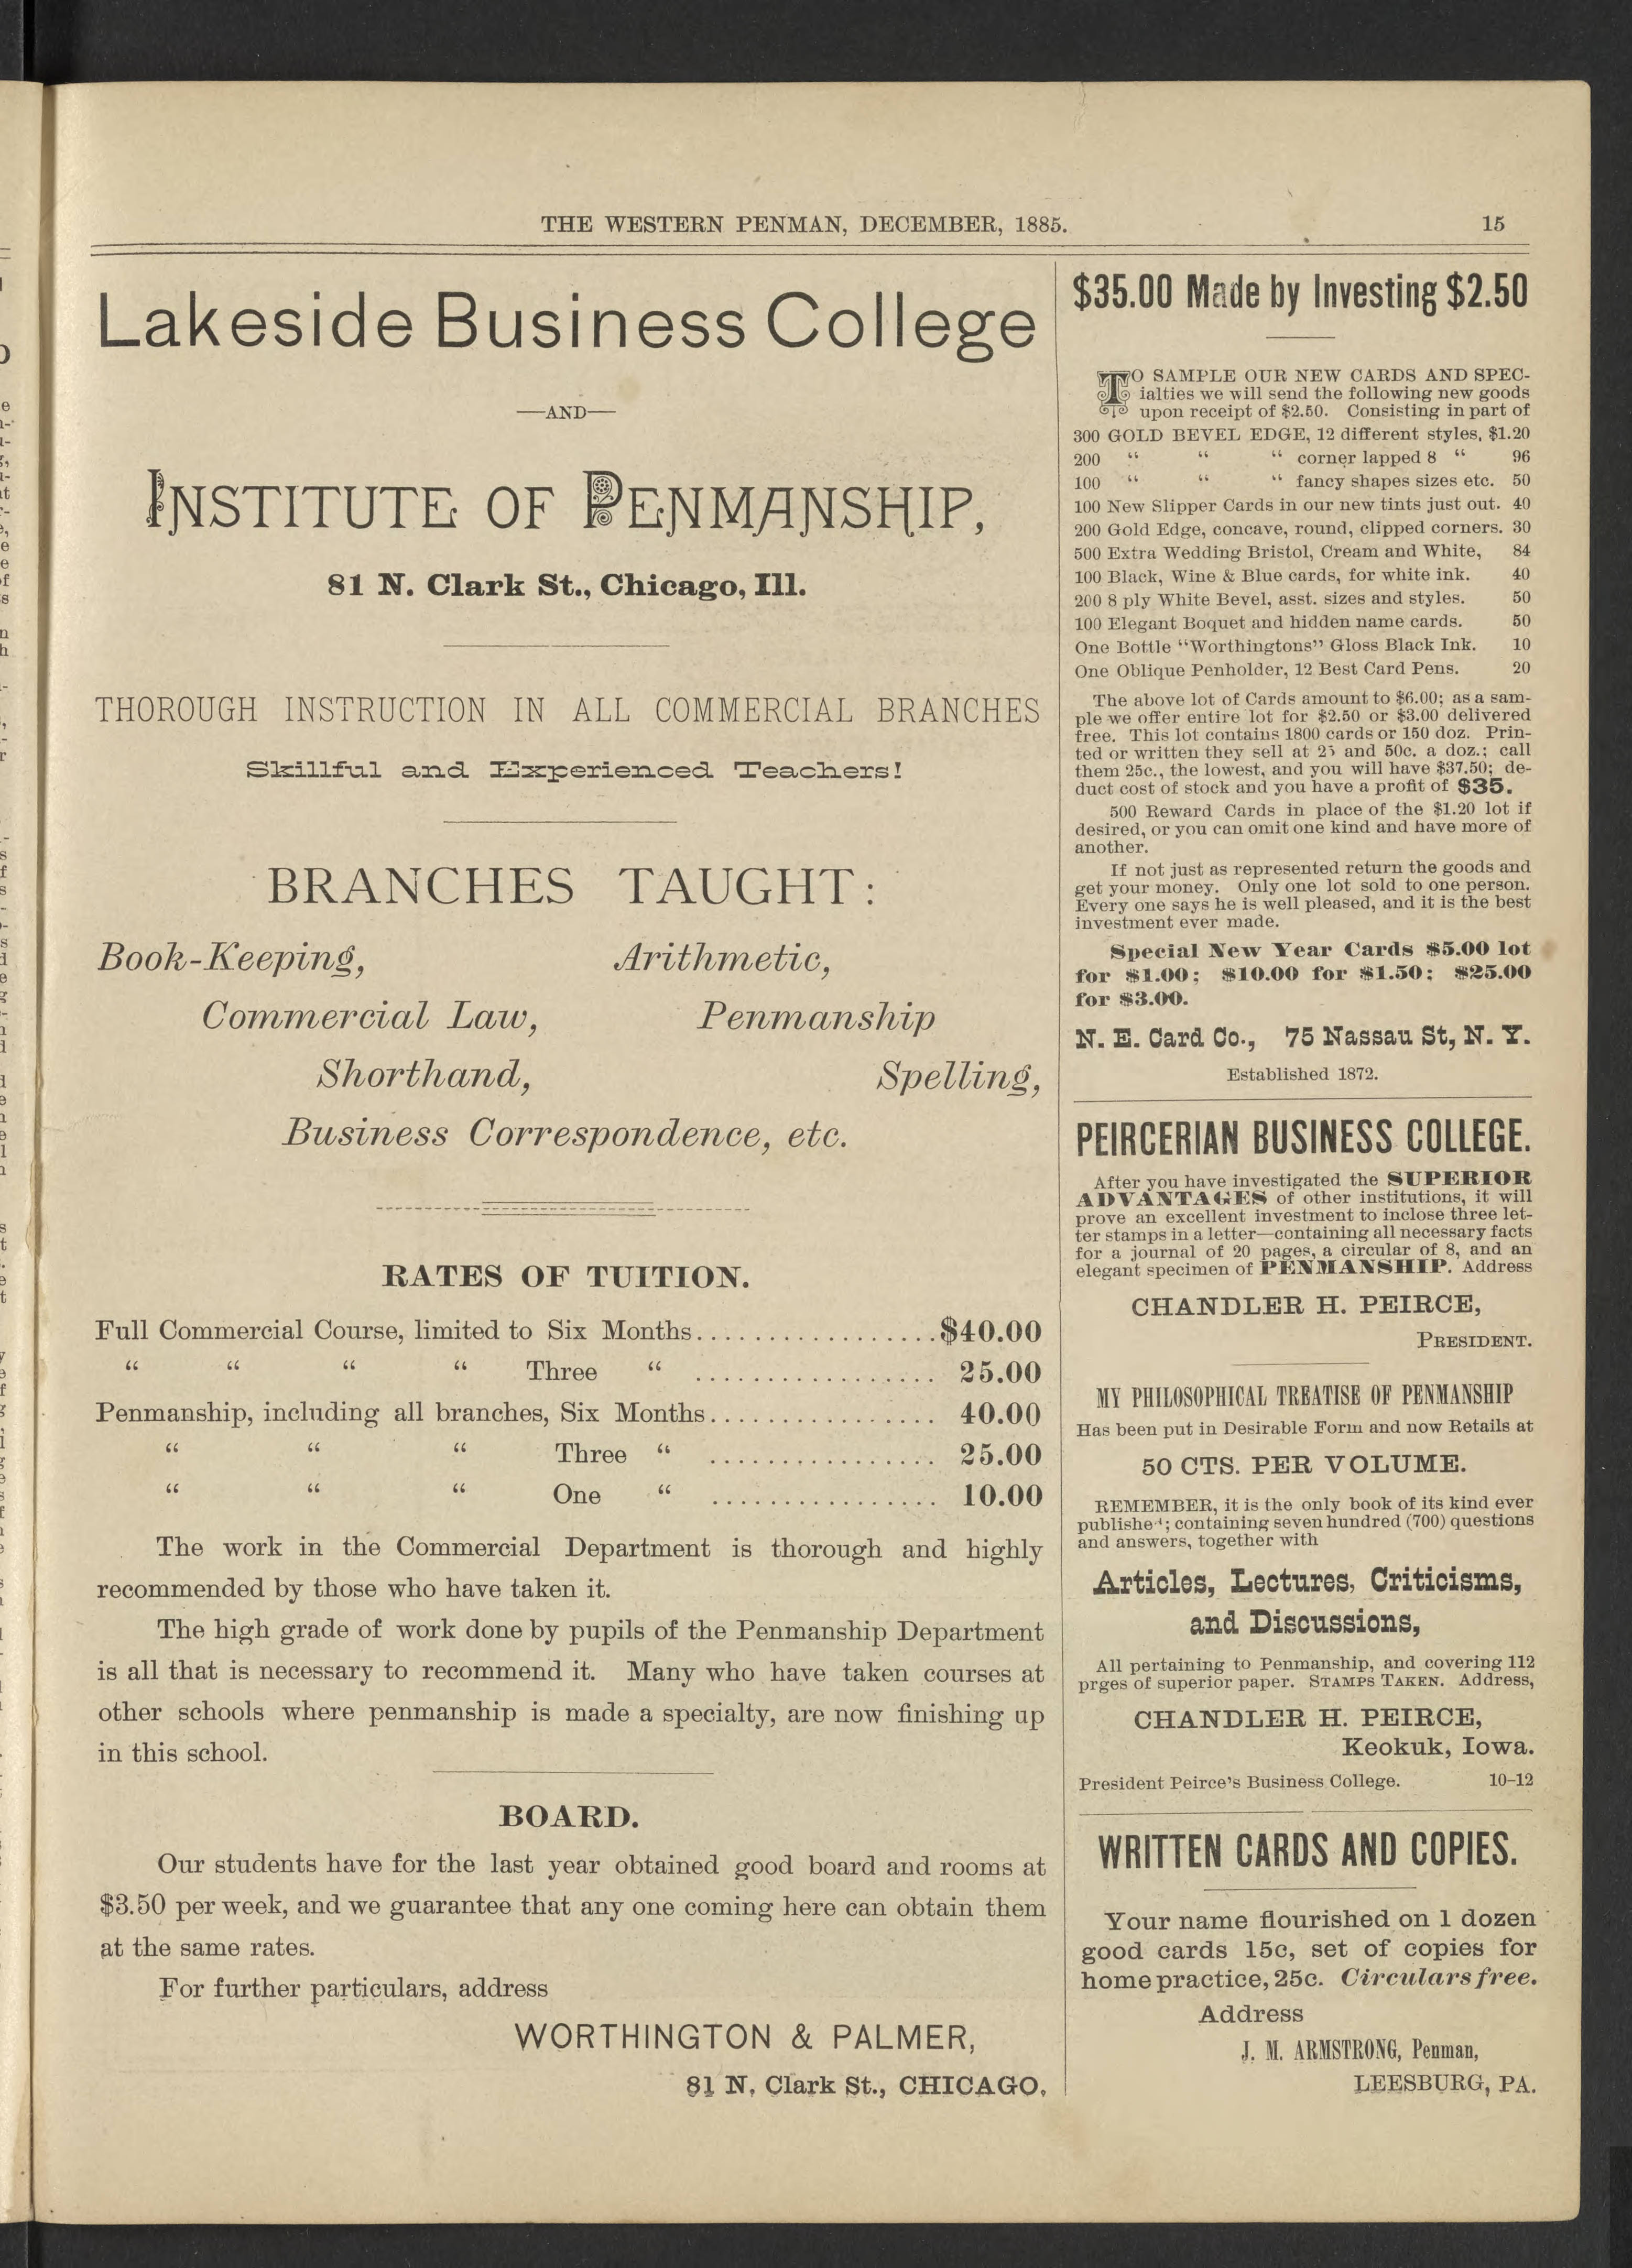 THE WESTERN PENMAN, DECEMBER, 1885.
15
Lakeside Business College
—AND—
INSTITUTE OF PENMANSHIP,
81 N. Clark St., Chicago, Ill.
THOROUGH INSTRUCTION IN ALL COMMERCIAL BRANCHES
Skillful and Experienced Teachers!
BRANCHES TAUGHT:
Book-Keeping, Arithmetic,
Commercial Law, Penmanship
Shorthand, Spelling,
Business Correspondence, etc.
RATES OF TUITION.
Full Commercial Course, limited to Six Months.................$40.00
“ “ “ “ Three “ ................. 25.00
Penmanship, including all branches, Six Months................ 40.00
“ “ “ Three “ ................ 25.00
“ “ “ One “ ................ 10.00
The work in the Commercial Department is thorough and highly
recommended by those who have taken it.
The high grade of work done by pupils of the Penmanship Department
is all that is necessary to recommend it. Many who have taken courses at
other schools where penmanship is made a specialty, are now finishing up
in this school.
BOARD.
Our students have for the last year obtained good board and rooms at
$3.50 per week, and we guarantee that any one coming here can obtain them
at the same rates.
For further particulars, address
WORTHINGTON & PALMER,
81 N. Clark St., CHICAGO.
$35.00 Made by Investing $2.50
TO SAMPLE OUR NEW CARDS AND SPEC-
ialties we will send the following new goods
upon receipt of $2.50. Consisting in part of
300 GOLD BEVEL EDGE, 12 different styles, $1.20
200 “ “ “ corner lapped 8 “ 96
100 “ “ “ fancy shapes sizes etc. 50
100 New Slipper Cards in our new tints just out. 40
200 Gold Edge, concave, round, clipped corners. 30
500 Extra Wedding Bristol, Cream and White, 84
100 Black, Wine & Blue cards, for white ink. 40
200 8 ply White Bevel, asst. sizes and styles. 50
100 Elegant Boquet and hidden name cards. 50
One Bottle “Worthingtons” Gloss Black Ink. 10
One Oblique Penholder, 12 Best Card Pens. 20
The above lot of Cards amount to $6.00; as a sam-
ple we offer entire lot for $2.50 or $3.00 delivered
free. This lot contains 1800 cards or 150 doz. Prin-
ted or written they sell at 25 and 50c. a doz.; call
them 25c., the lowest, and you will have $37.50; de-
duct cost of stock and you have a profit of $35.
500 Reward Cards in place of the $1.20 lot if
desired, or you can omit one kind and have more of
another.
If not just as represented return the goods and
get your money. Only one lot sold to one person.
Every one says he is well pleased, and it is the best
investment ever made.
Special New Year Cards $5.00 lot
for $1.00; $10.00 for $1.50; $25.00
for $3.00.
N. E. Card Co., 75 Nassau St, N. Y.
Established 1872.
PEIRCERIAN BUSINESS COLLEGE.
After you have investigated the SUPERIOR
ADVANTAGES of other institutions, it will
prove an excellent investment to inclose three let-
ter stamps in a letter—containing all necessary facts
for a journal of 20 pages, a circular of 8, and an
elegant specimen of PENMANSHIP. Address
CHANDLER H. PEIRCE,
PRESIDENT.
MY PHILOSOPHICAL TREATISE OF PENMANSHIP
Has been put in Desirable Form and now Retails at
50 CTS. PER VOLUME.
REMEMBER, it is the only book of its kind ever
published; containing seven hundred (700) questions
and answers, together with
Articles, Lectures, Criticisms,
and Discussions,
All pertaining to Penmanship, and covering 112
prges of superior paper. STAMPS TAKEN. Address,
CHANDLER H. PEIRCE,
Keokuk, Iowa.
President Peirce's Business College. 10-12
WRITTEN CARDS AND COPIES.
Your name flourished on 1 dozen
good cards 15c, set of copies for
home practice, 25c. Circulars free.
Address
J. M. ARMSTRONG, Penman,
LEESBURG, PA.